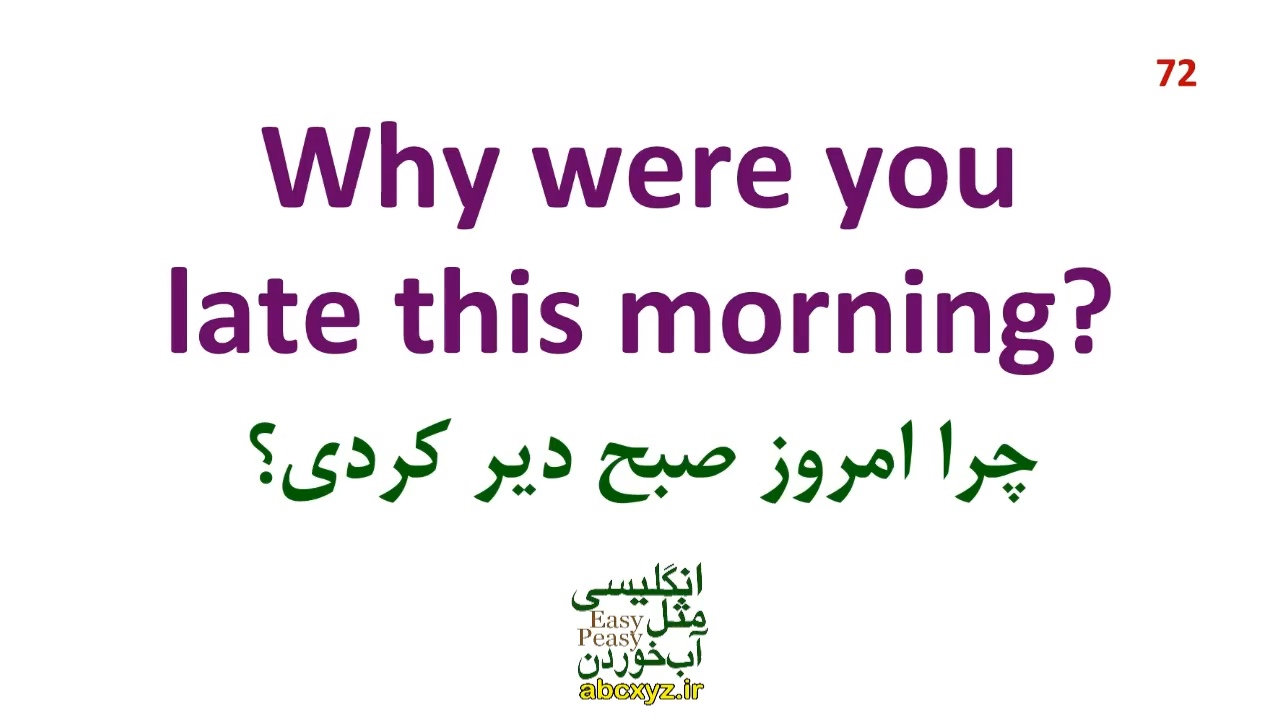 72
Why were you
late this morning?
چرا امروز صبح دیر کردی؟
انگلیسی
مثل
Easy
Peasy
آب خوردن
abcxyz.ir